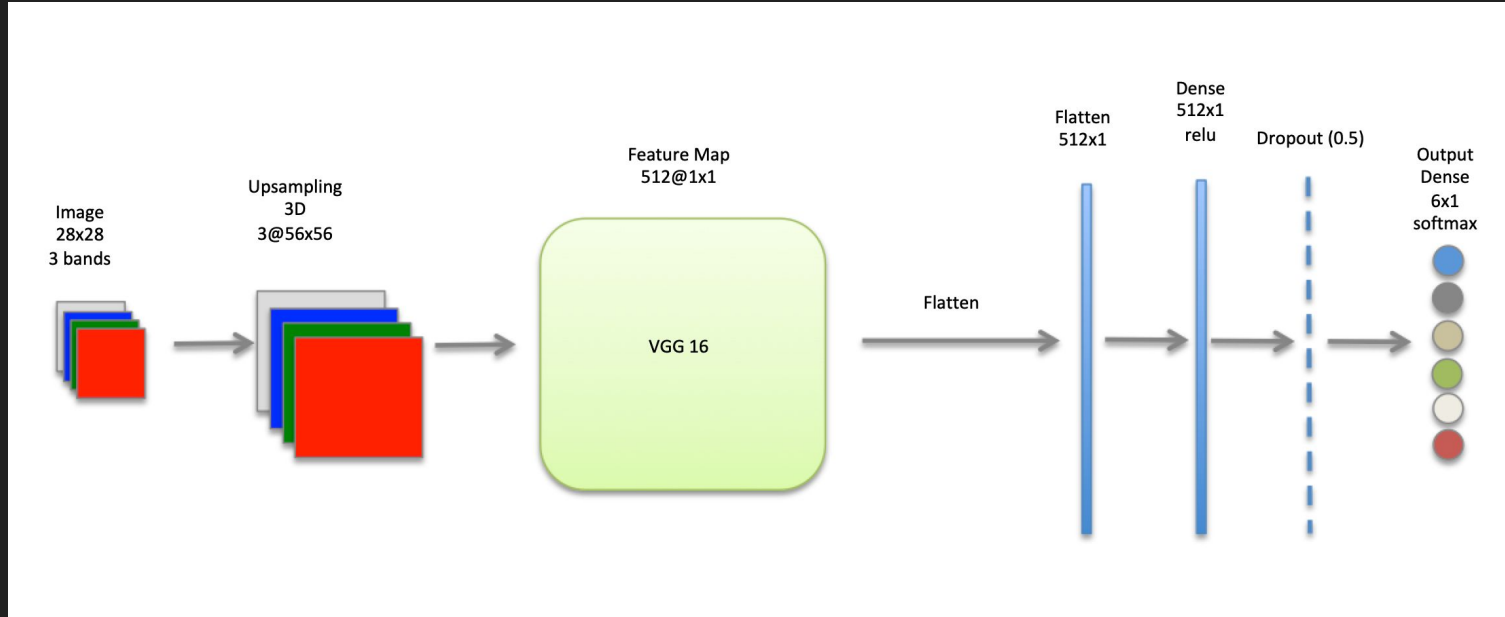 Image
28x28
3 bands
Upsampling
3D
3@56x56
Feature Map
512@1x1
VGG 16
Flatten
Flatten
512x1
Dense
512x1
relu
Dropout (0.5)
Output
Dense
6x1
softmax